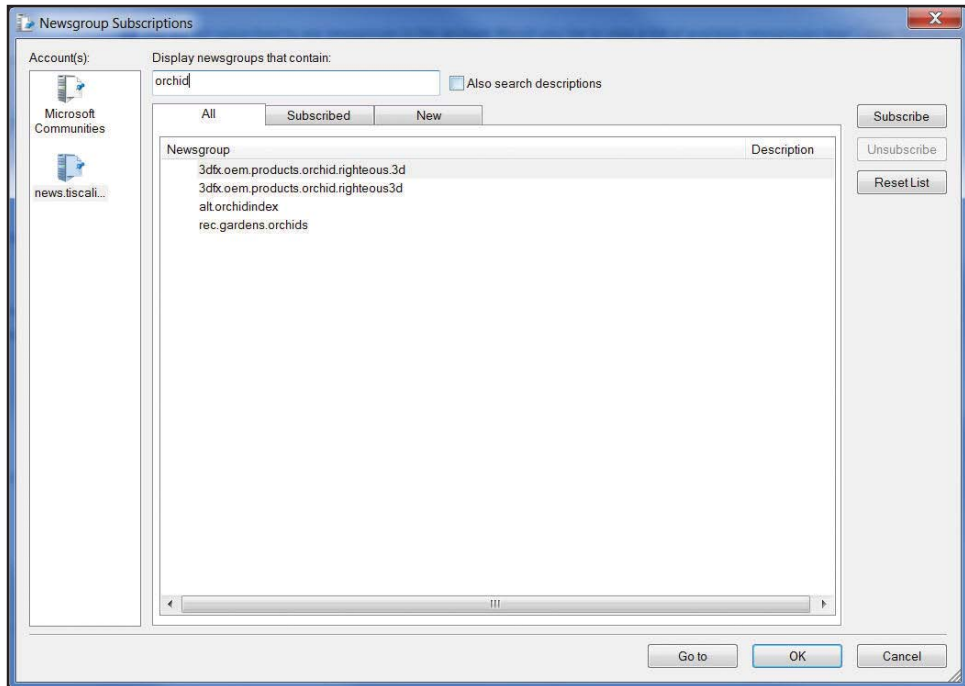 Newsgroup Subscriptions
X
Account(s):
Microsoft
Communities
news.tiscali...
Display newsgroups that contain:
orchid
Also search descriptions
All
Subscribed
New
Newsgroup
Description
3dfx.oem.products.orchid.righteous.3d
3dfx.oem.products.orchid.righteous3d
alt.orchidindex
rec.gardens.orchids
Subscribe
Unsubscribe
Reset List
Go to
OK
Cancel